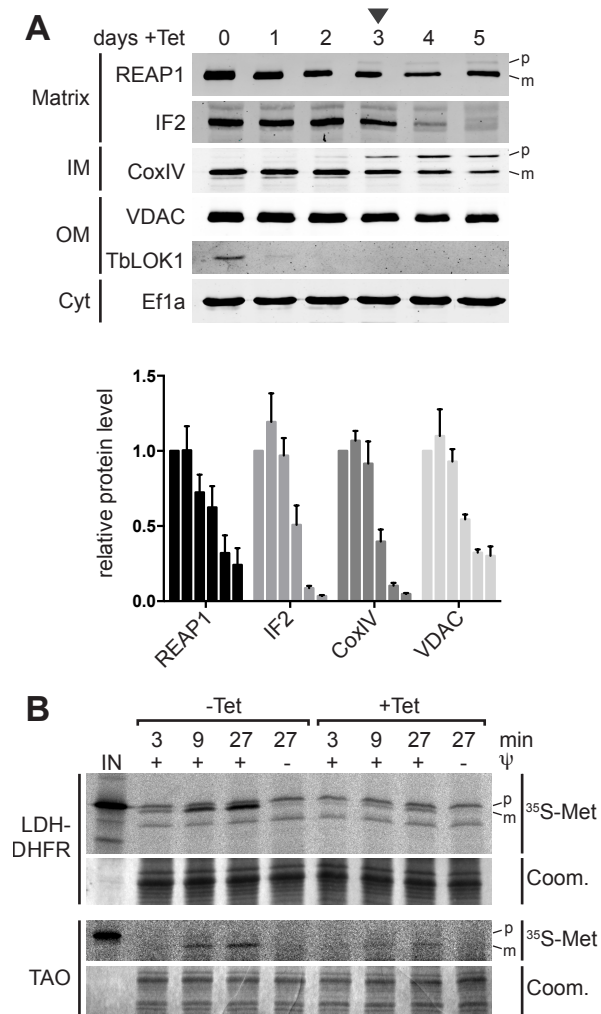 A
days +Tet 0 1 2 3 4 5
Matrix
REAP1
p
m
IF2
IM
CoxIV
p
m
OM
VDAC
TbLOK1
Cyt
Ef1a
relative protein level
1.5
1.0
0.5
0.0
REAP1 IF2 CoxIV VDAC
B
-Tet +Tet
3 9 27 27 3 9 27 27 min
IN + + + - + + + - ψ
LDH-
DHFR
p
m
³⁵S-Met
Coom.
TAO
p
m
³⁵S-Met
Coom.